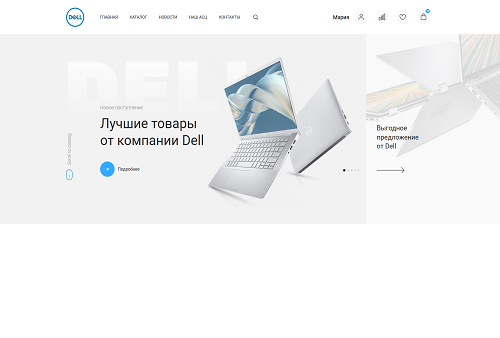 DELL
ГЛАВНАЯ
КАТАЛОГ
НОВОСТИ
НАШ АСЦ
КОНТАКТЫ
Мария
DELL
Новое поступление
Лучшие товары
от компании Dell
Подробнее
Scroll to catalog
Выгодное
предложение
от Dell